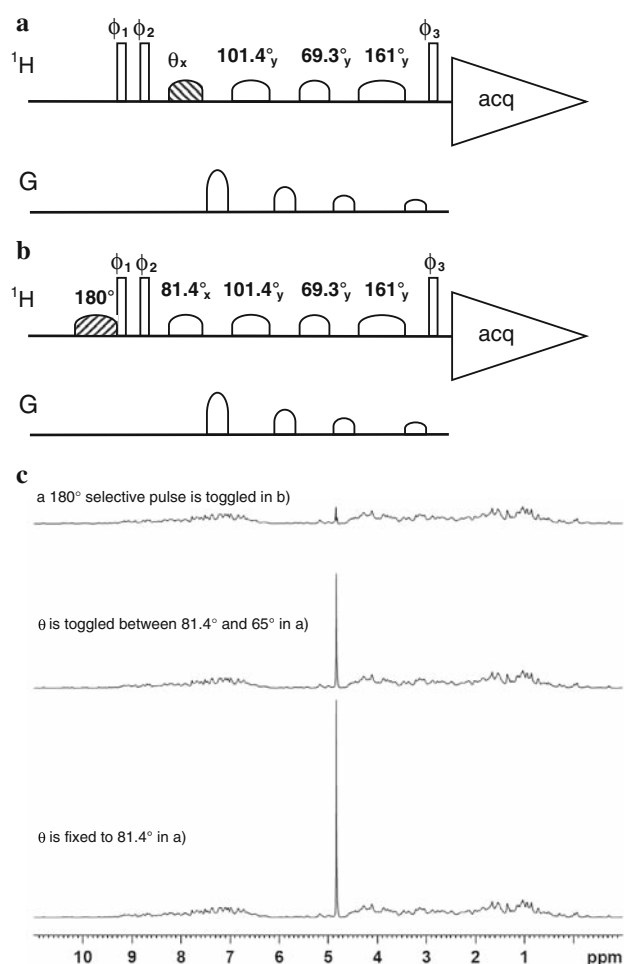 a
ϕ1 ϕ2 ϕ3
θx 101.4°y 69.3°y 161°y
1H
acq
G
b
ϕ1 ϕ2 ϕ3
180° 81.4°x 101.4°y 69.3°y 161°y
1H
acq
G
c
a 180° selective pulse is toggled in b)
θ is toggled between 81.4° and 65° in a)
θ is fixed to 81.4° in a)
10 9 8 7 6 5 4 3 2 1 ppm